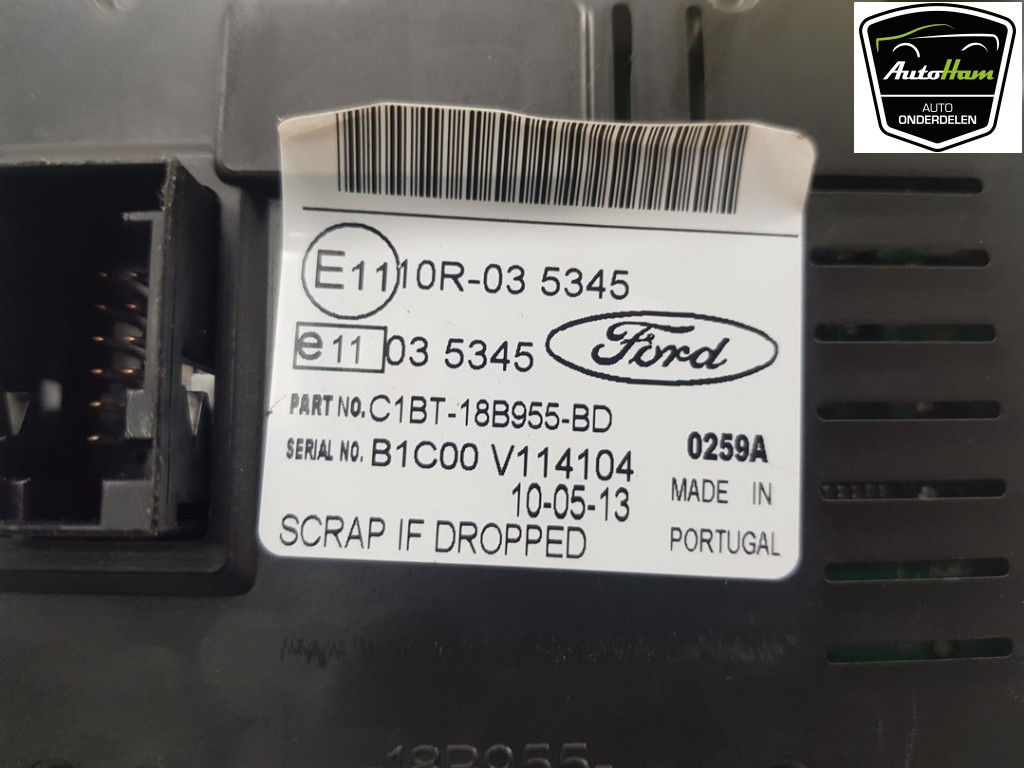 AutoHam
AUTO
ONDERDELEN
E11 10R-03 5345
e11 03 5345
Ford
PART NO. C1BT-18B955-BD
SERIAL NO. B1C00 V114104
0259A
10-05-13
MADE IN
SCRAP IF DROPPED
PORTUGAL
18B955-